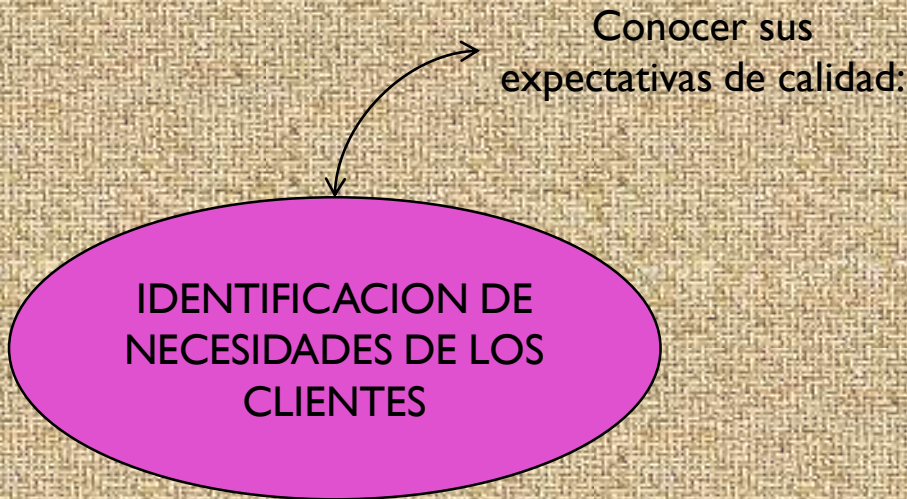 Conocer sus
expectativas de calidad:
IDENTIFICACION DE
NECESIDADES DE LOS
CLIENTES